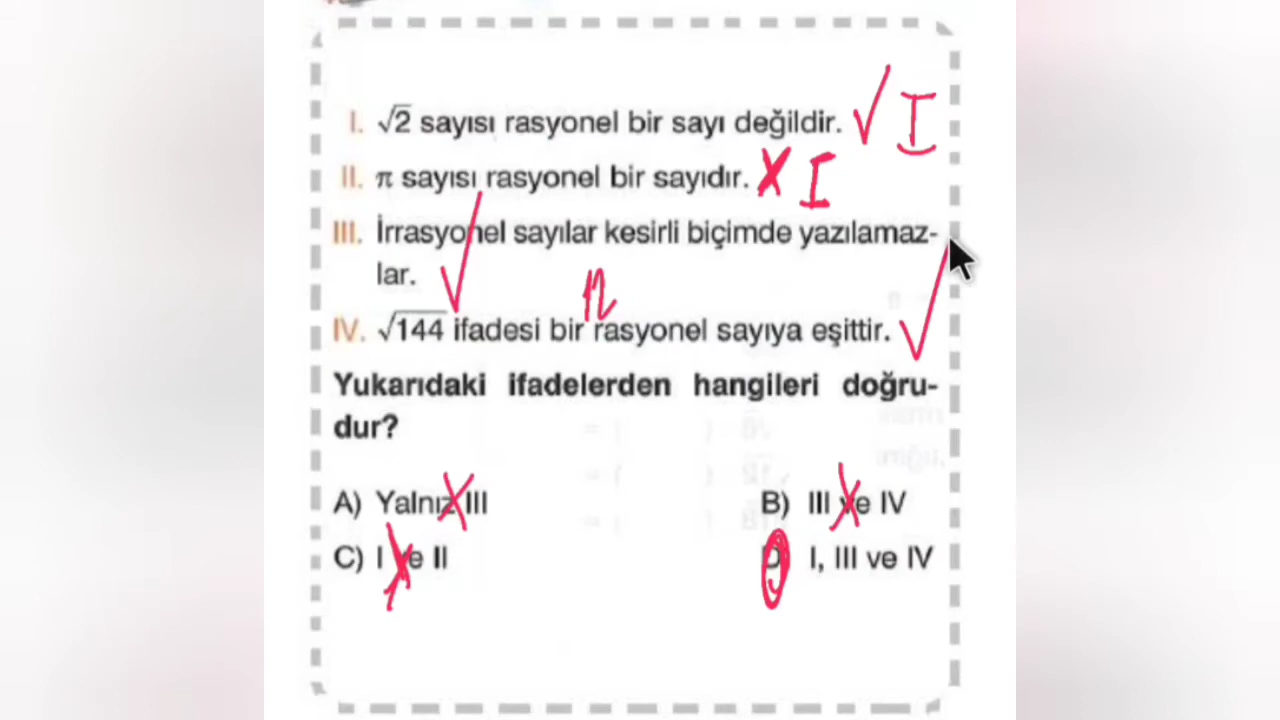 I. √2 sayısı rasyonel bir sayı değildir. √ I
II. π sayısı rasyonel bir sayıdır. X I
III. İrrasyonel sayılar kesirli biçimde yazılamaz-
lar. √
12
IV. √144 ifadesi bir rasyonel sayıya eşittir. √
Yukarıdaki ifadelerden hangileri doğru-
dur?
A) Yalnız III
B) III ve IV
C) I ve II
D) I, III ve IV